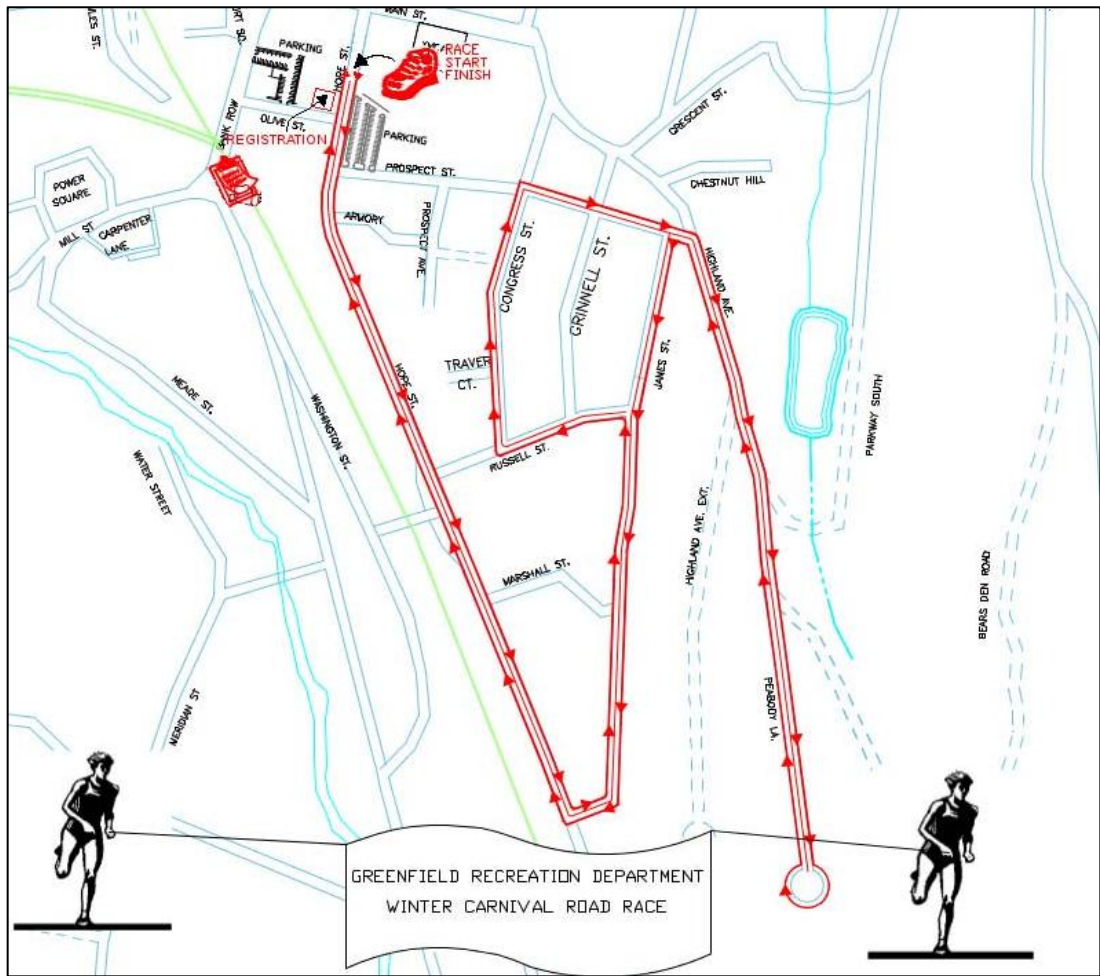 MAIN ST.
PARKING
HOPE ST.
RACE
START
FINISH
OLIVE ST.
REGISTRATION
PARKING
CRESCENT ST.
PROSPECT ST.
CHESTNUT HILL
POWER
SQUARE
MILL ST.
CARPENTER
LANE
ARMORY
PROSPECT AVE.
CONGRESS ST.
GRINNELL ST.
HIGHLAND AVE.
TRAVER
CT.
JANES ST.
HOPE ST.
MEADE ST.
WASHINGTON ST.
PARKWAY SOUTH
RUSSELL ST.
WATER STREET
HIGHLAND AVE. EXT.
MARSHALL ST.
BEARS DEN ROAD
MERIDIAN ST
PEABODY LA.
GREENFIELD RECREATION DEPARTMENT
WINTER CARNIVAL ROAD RACE